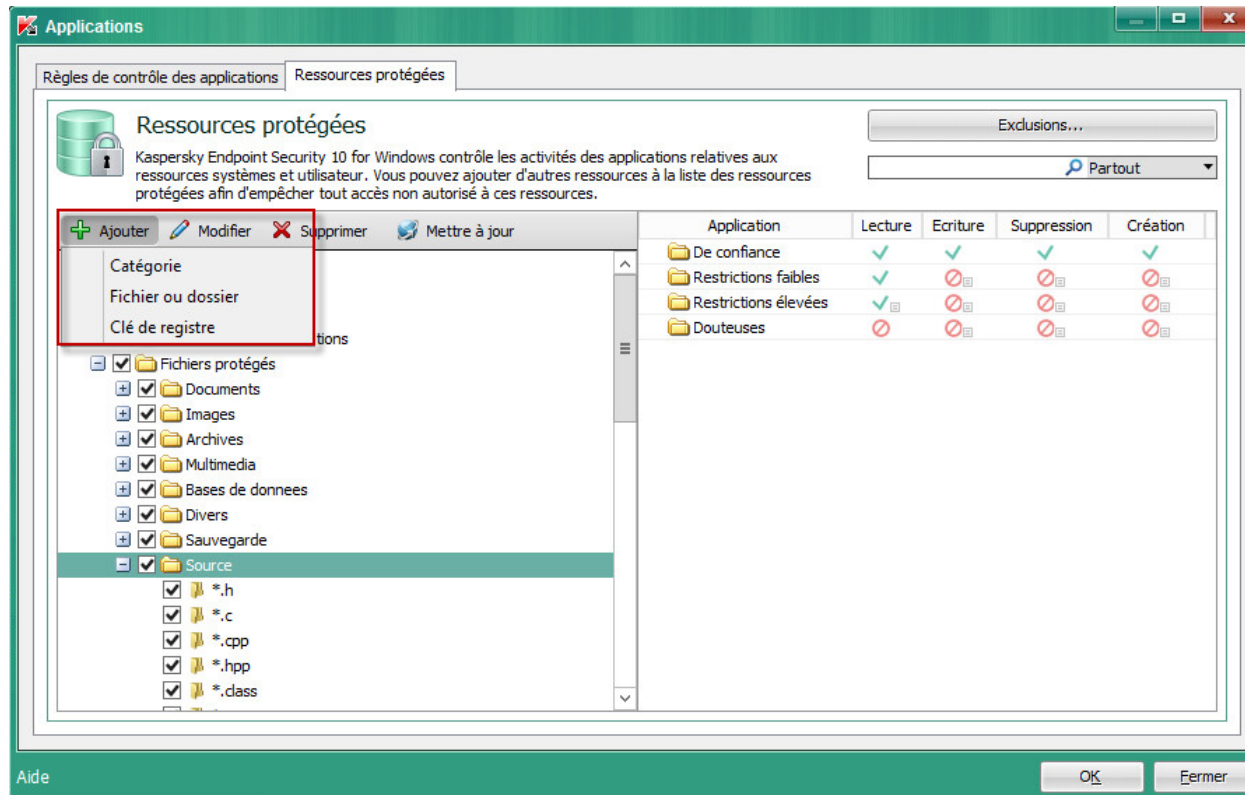 Applications
Règles de contrôle des applications Ressources protégées
Ressources protégées
Exclusions...
Kaspersky Endpoint Security 10 for Windows contrôle les activités des applications relatives aux
ressources systèmes et utilisateur. Vous pouvez ajouter d'autres ressources à la liste des ressources
protégées afin d'empêcher tout accès non autorisé à ces ressources.
Partout
Ajouter Modifier Supprimer Mettre à jour
Catégorie
Fichier ou dossier
Clé de registre
tions
Fichiers protégés
Documents
Images
Archives
Multimedia
Bases de donnees
Divers
Sauvegarde
Source
*.h
*.c
*.cpp
*.hpp
*.class
Application Lecture Ecriture Suppression Création
De confiance
Restrictions faibles
Restrictions élevées
Douteuses
Aide
OK Fermer